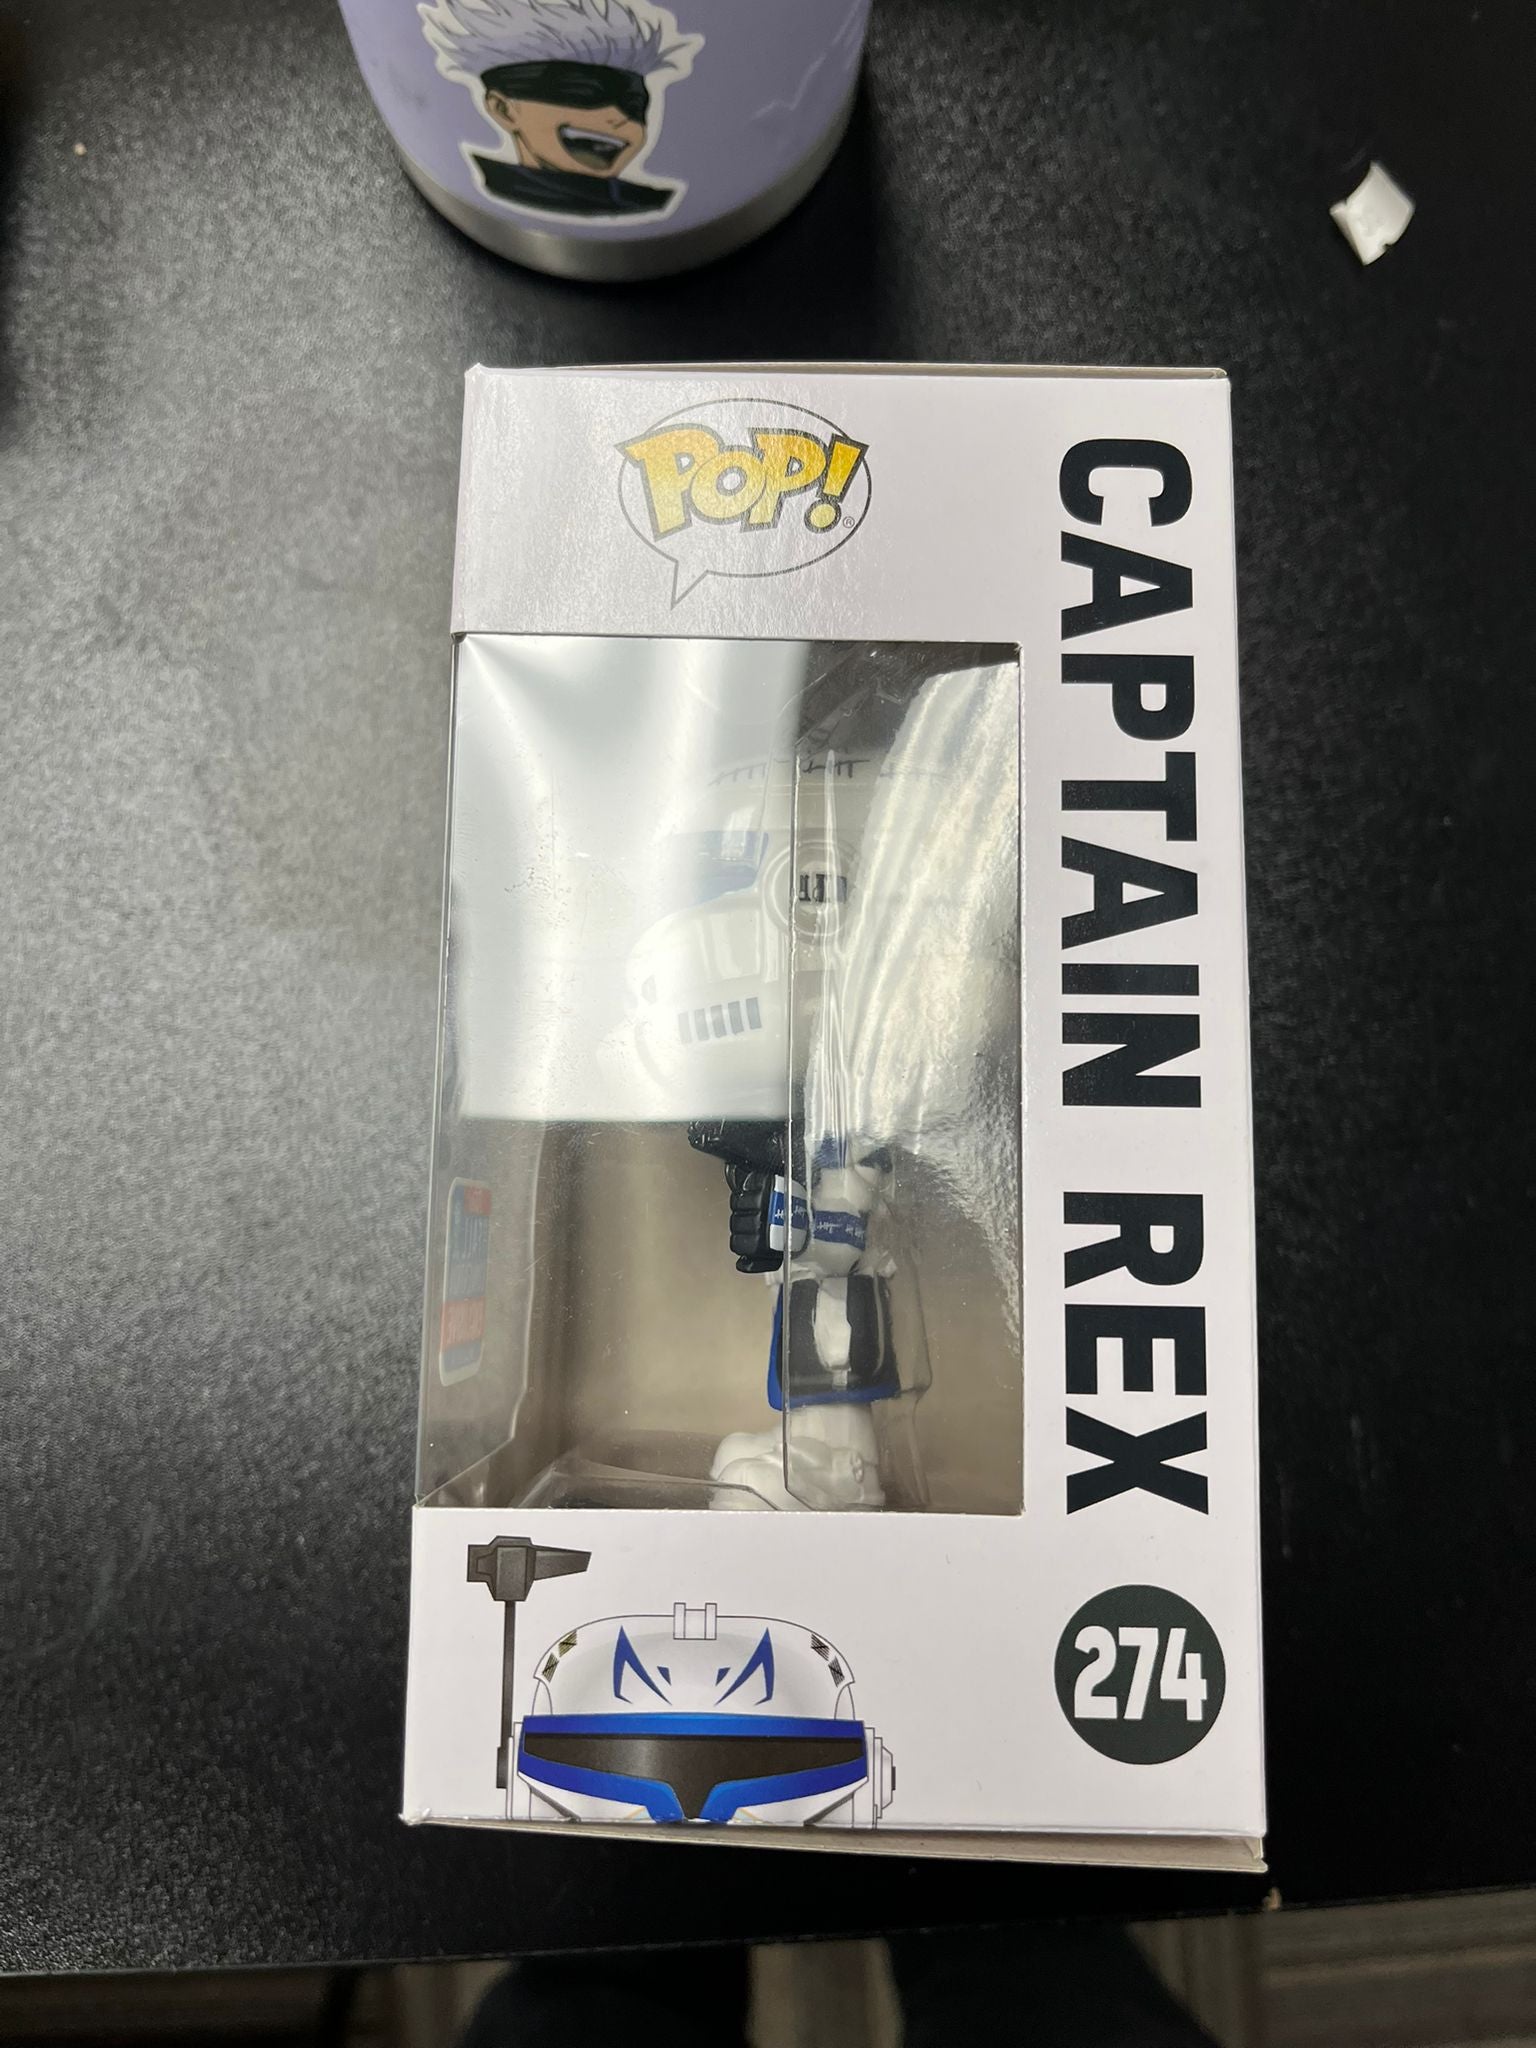 POP!
®
CAPTAIN REX
274